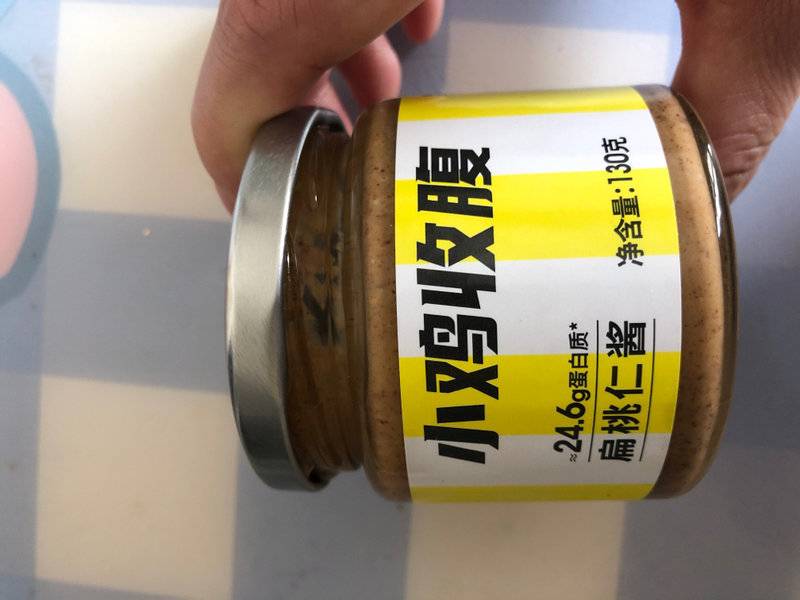 小鸡收腹
≈24.6g蛋白质*
扁桃仁酱
净含量:130克